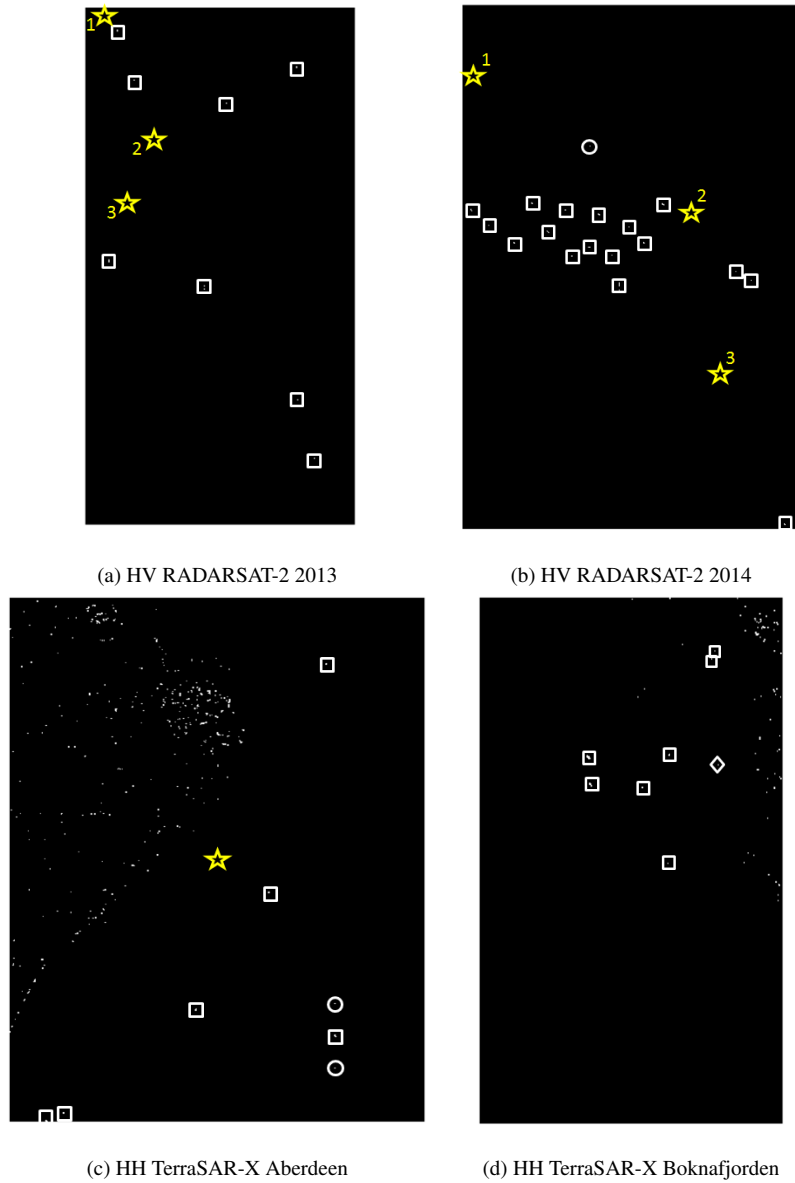 1
2
3
1
2
3
(a) HV RADARSAT-2 2013
(b) HV RADARSAT-2 2014
(c) HH TerraSAR-X Aberdeen
(d) HH TerraSAR-X Boknafjorden